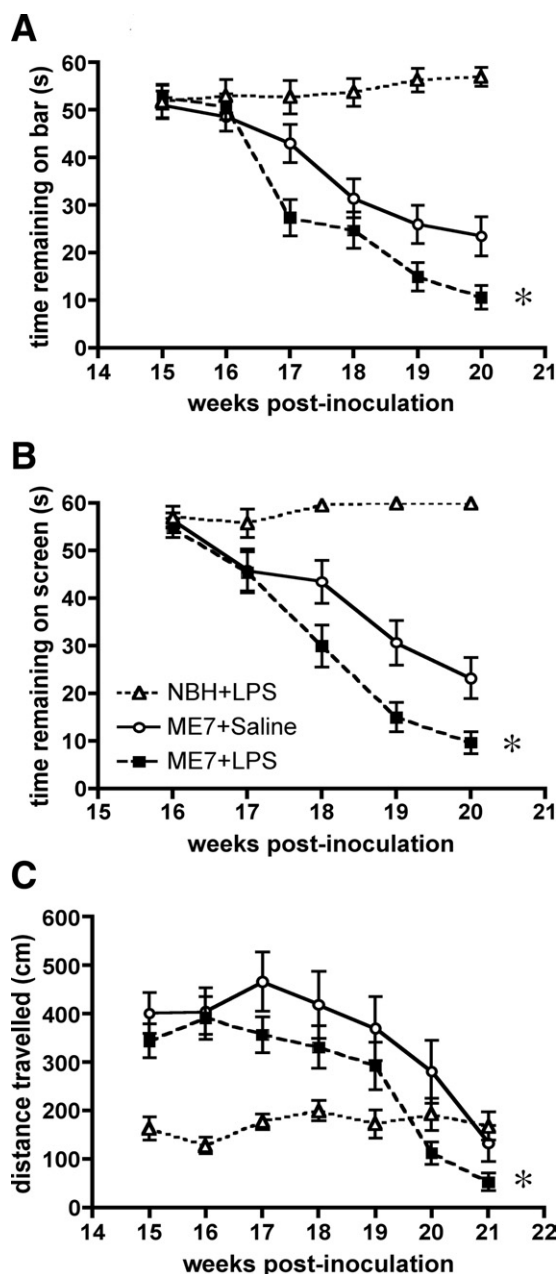 A
time remaining on bar (s)
60
50
40
30
20
10
0
14 15 16 17 18 19 20 21
weeks post-inoculation
*
B
time remaining on screen (s)
60
50
40
30
20
10
0
NBH+LPS
ME7+Saline
ME7+LPS
*
15 16 17 18 19 20 21
weeks post-inoculation
C
distance travelled (cm)
600
500
400
300
200
100
0
*
14 15 16 17 18 19 20 21 22
weeks post-inoculation